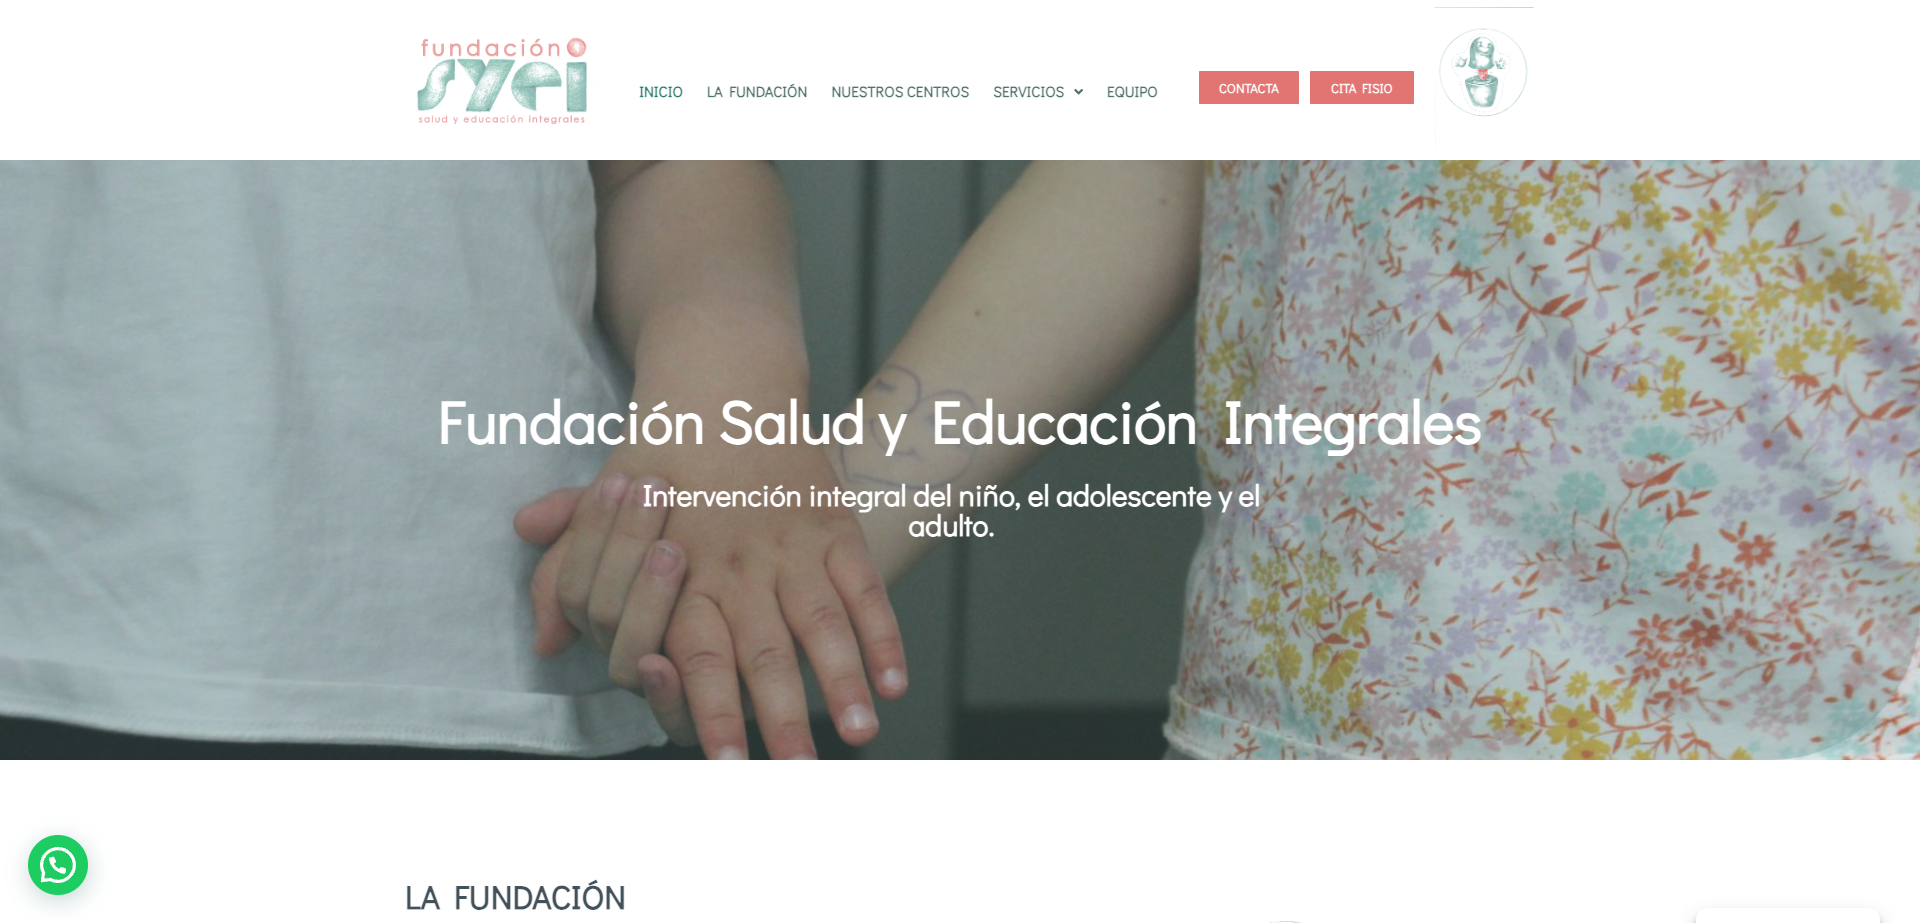 fundación
syei
salud y educación integrales
INICIO
LA FUNDACIÓN
NUESTROS CENTROS
SERVICIOS
EQUIPO
CONTACTA
CITA FISIO
Fundación Salud y Educación Integrales
Intervención integral del niño, el adolescente y el
adulto.
LA FUNDACIÓN